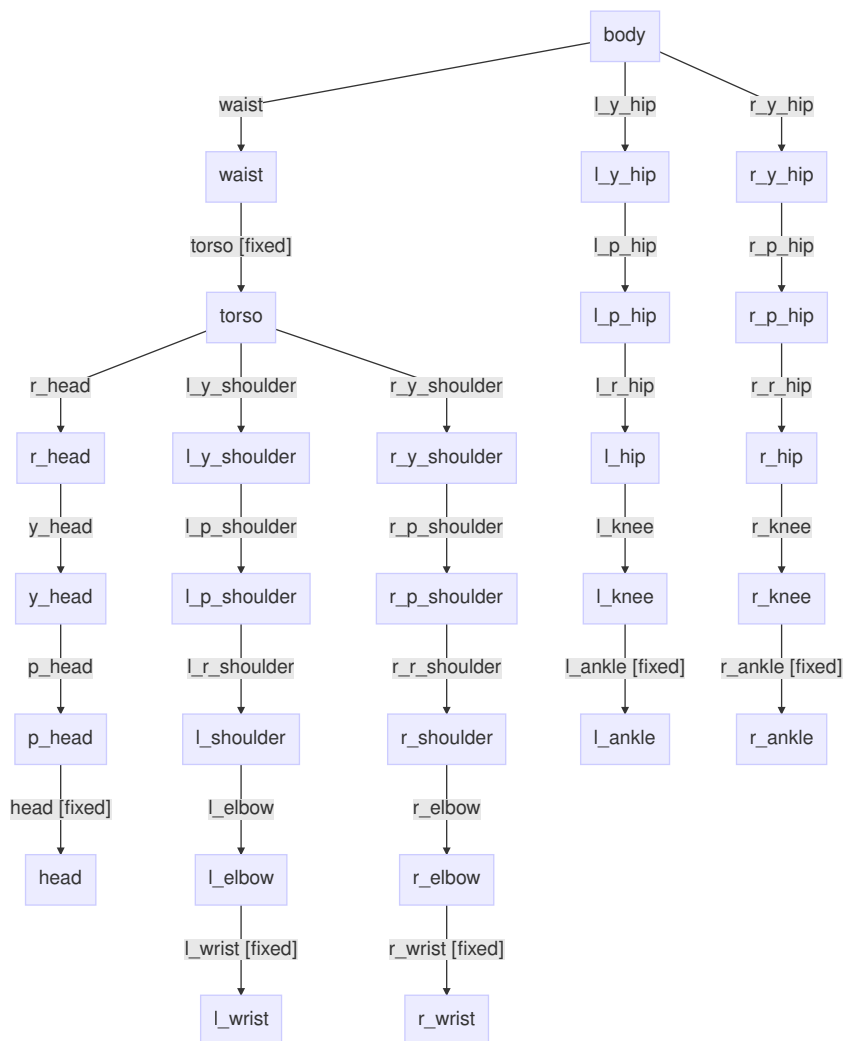 body
waist l_y_hip r_y_hip
waist l_y_hip r_y_hip
torso [fixed] l_p_hip r_p_hip
torso l_p_hip r_p_hip
r_head l_y_shoulder r_y_shoulder l_r_hip r_r_hip
r_head l_y_shoulder r_y_shoulder l_hip r_hip
y_head l_p_shoulder r_p_shoulder l_knee r_knee
y_head l_p_shoulder r_p_shoulder l_knee r_knee
p_head l_r_shoulder r_r_shoulder l_ankle [fixed] r_ankle [fixed]
p_head l_shoulder r_shoulder l_ankle r_ankle
head [fixed] l_elbow r_elbow
head l_elbow r_elbow
l_wrist [fixed] r_wrist [fixed]
l_wrist r_wrist